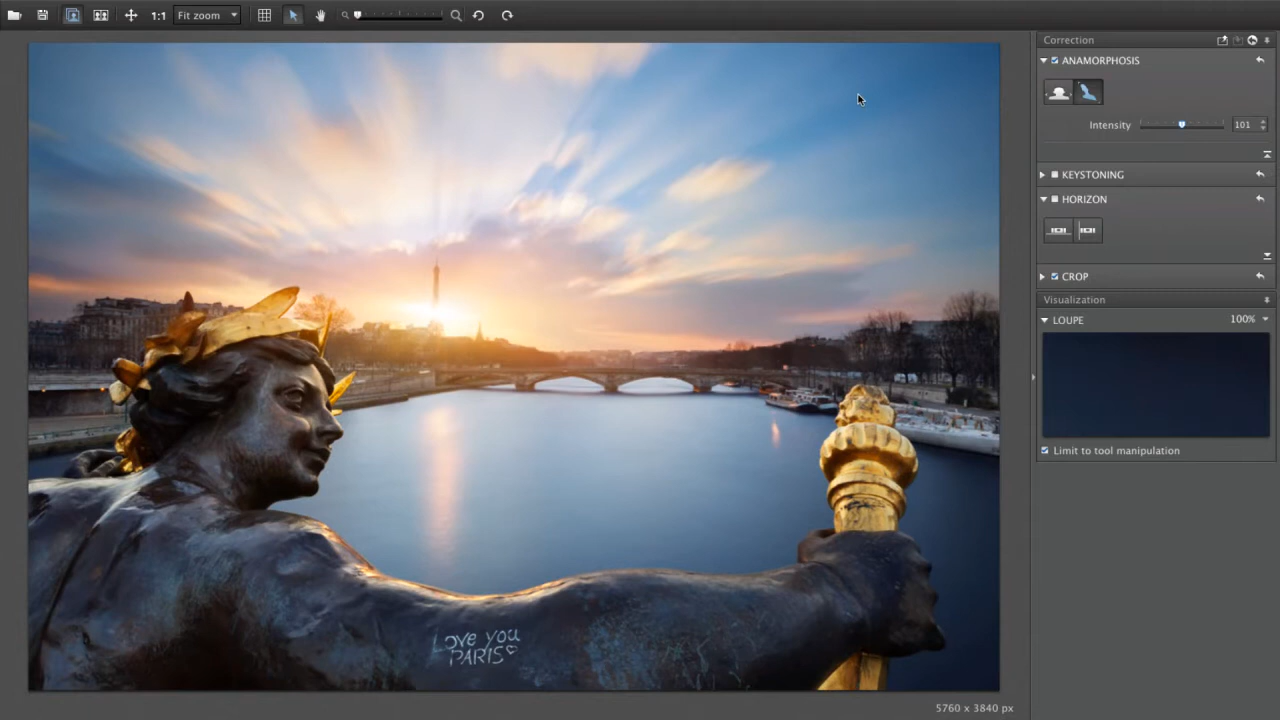 1:1 Fit zoom
Correction
ANAMORPHOSIS
Intensity 101
KEYSTONING
HORIZON
CROP
Visualization
LOUPE 100%
Limit to tool manipulation
Love you
PARIS
5760 x 3840 px